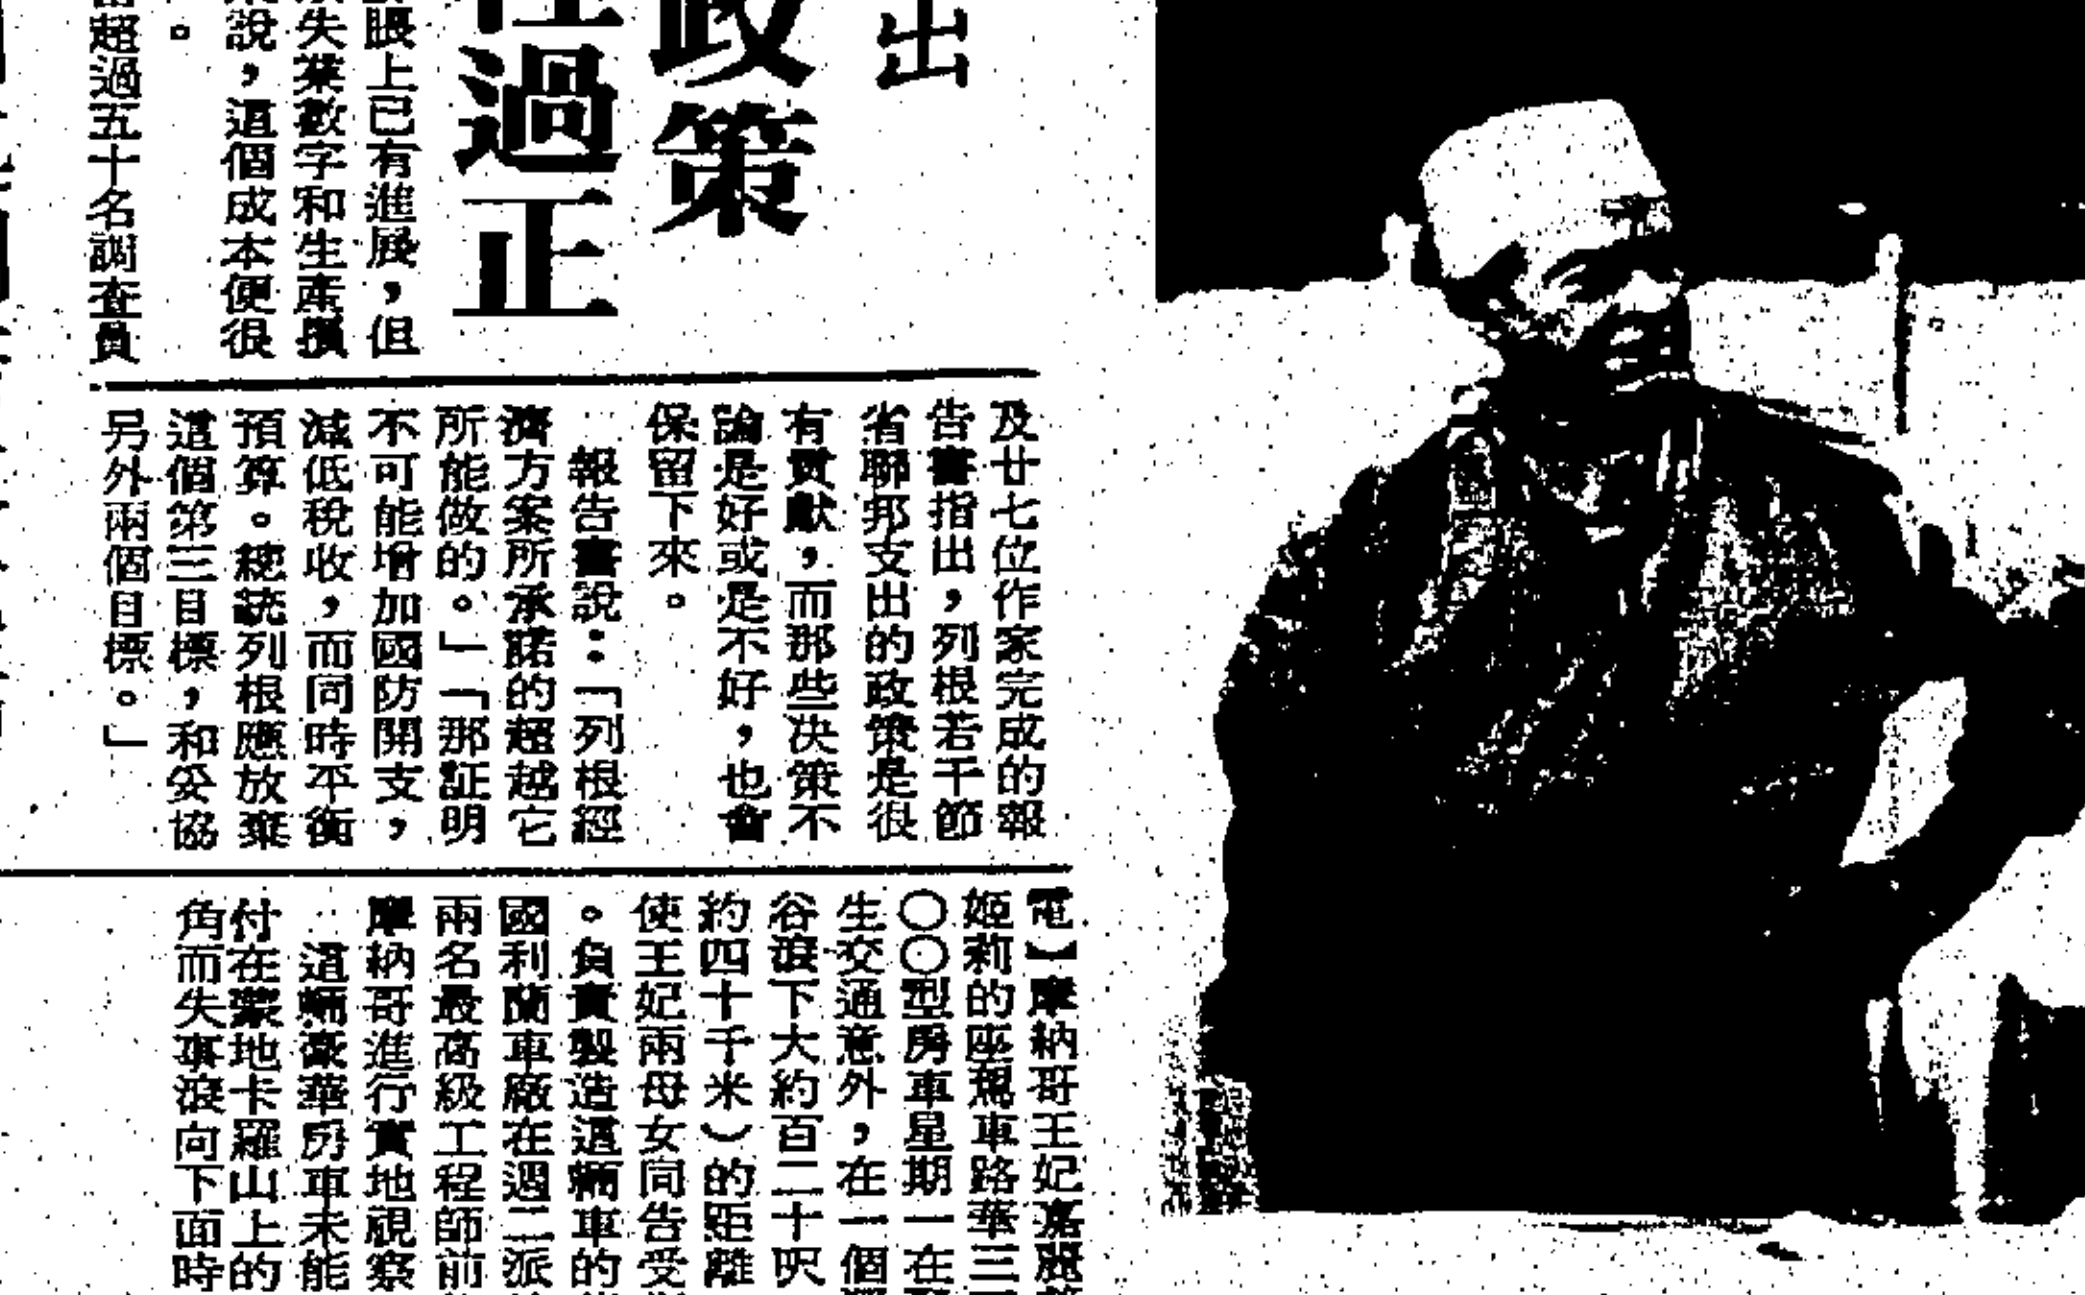 出
政策
過正
眼上已有進展，但
失業數字和生產損
說，這個成本便很
。
超過五十名調查員
及廿七位作家完成的報
告書指出，列根若干節
省聯邦支出的政策是很
有貢獻，而那些决策不
論是好或是不好，也會
保留下來。
報告書說：「列根經
濟方案所承諾的超越它
所能做的。」「那証明
不可能增加國防開支，
減低稅收，而同時平衡
預算。總統列根應放棄
這個第三目標，和妥協
另外兩個目標。」
電】摩納哥王妃嘉麗
姬莉的座駕車路華三
〇〇型房車星期一在
生交通意外，在一個
谷滾下大約百二十呎
約四十千米）的距離
使王妃兩母女同告受
。負責製造這輛車的
國利蘭車廠在週二派
兩名最高級工程師前
摩納哥進行實地視察
這輛豪華房車未能
付在蒙地卡羅山上的
角而失事滾向下面時